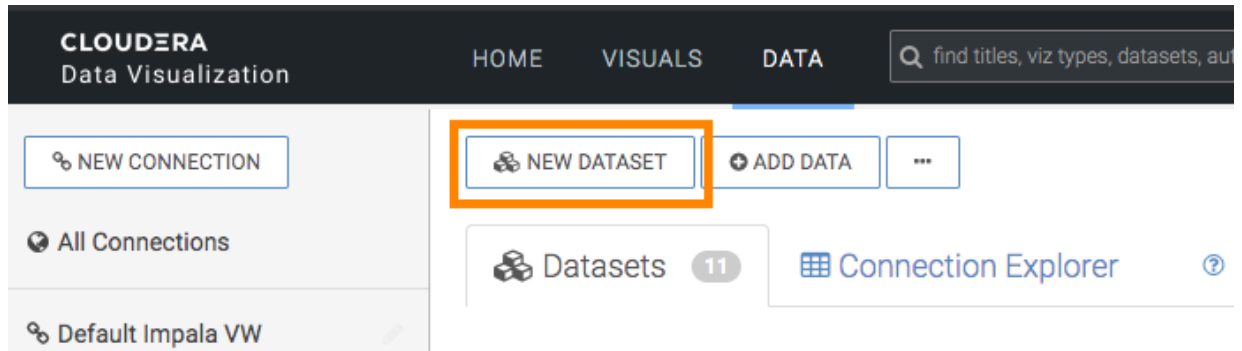 CLOUDERA
Data Visualization
HOME VISUALS DATA find titles, viz types, datasets, aut
NEW CONNECTION
NEW DATASET ADD DATA ...
All Connections
Datasets 11 Connection Explorer ?
Default Impala VW